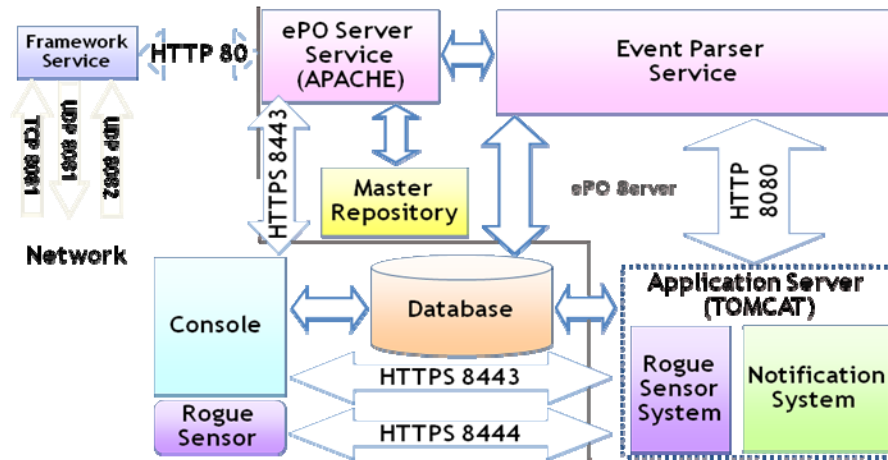 Framework
Service
HTTP 80
ePO Server
Service
(APACHE)
Event Parser
Service
TCP 8081
UDP 8081
UDP 8082
HTTPS 8443
Master
Repository
ePO Server
HTTP
8080
Network
Console
Database
Application Server
(TOMCAT)
Rogue
Sensor
System
Notification
System
HTTPS 8443
Rogue
Sensor
HTTPS 8444